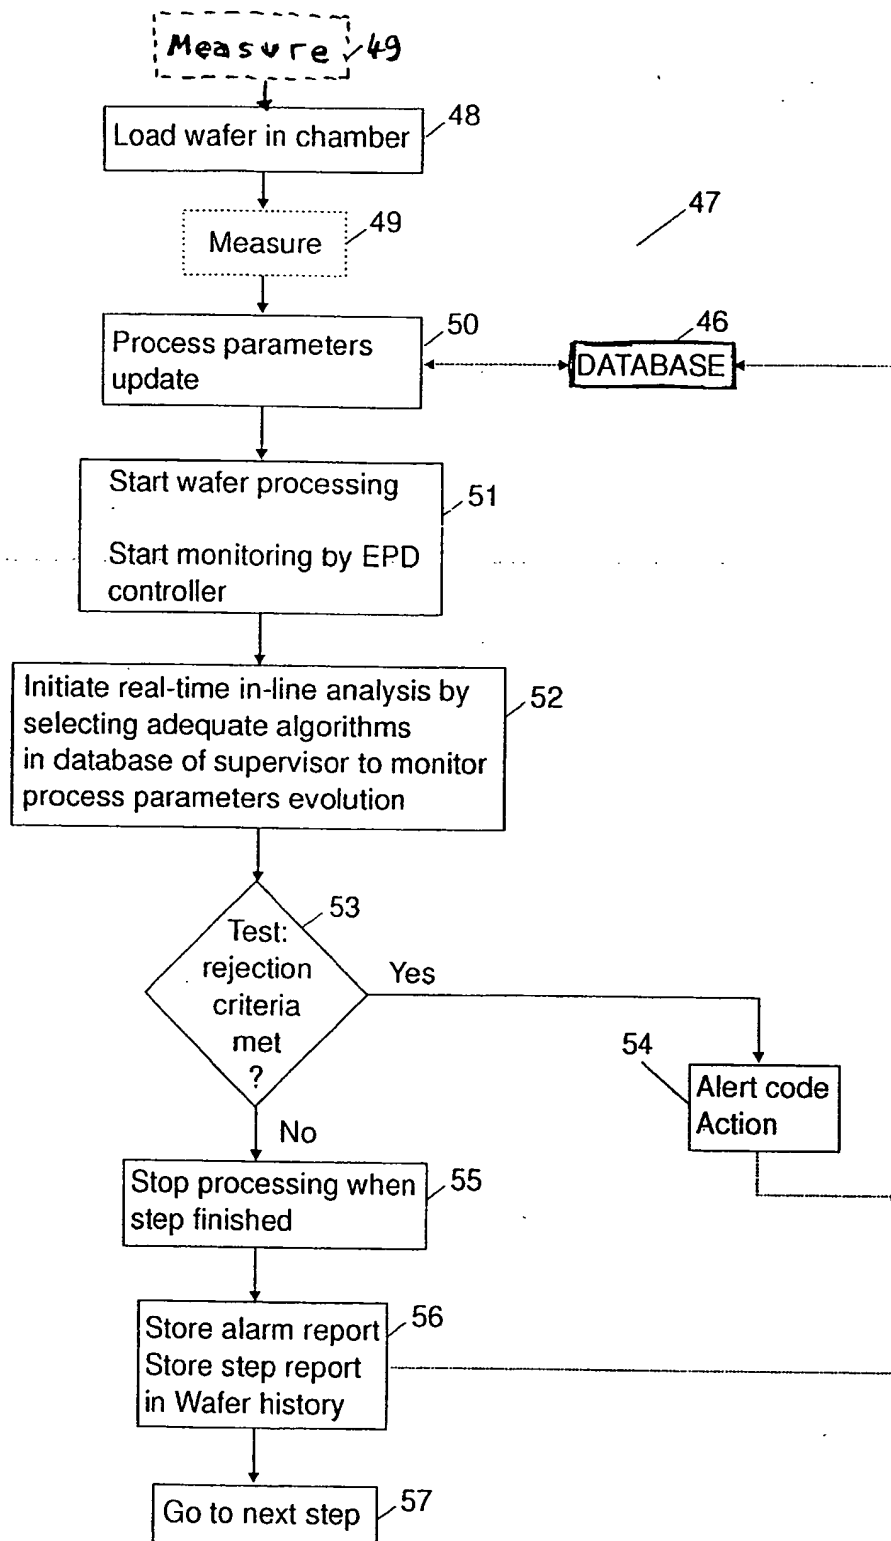 Measure 49
Load wafer in chamber
48
Measure
49
47
Process parameters
update
50
46
DATABASE
Start wafer processing
Start monitoring by EPD
controller
51
Initiate real-time in-line analysis by
selecting adequate algorithms
in database of supervisor to monitor
process parameters evolution
52
53
Test:
rejection
criteria
met
?
Yes
No
54
Alert code
Action
Stop processing when
step finished
55
Store alarm report
Store step report
in Wafer history
56
Go to next step
57